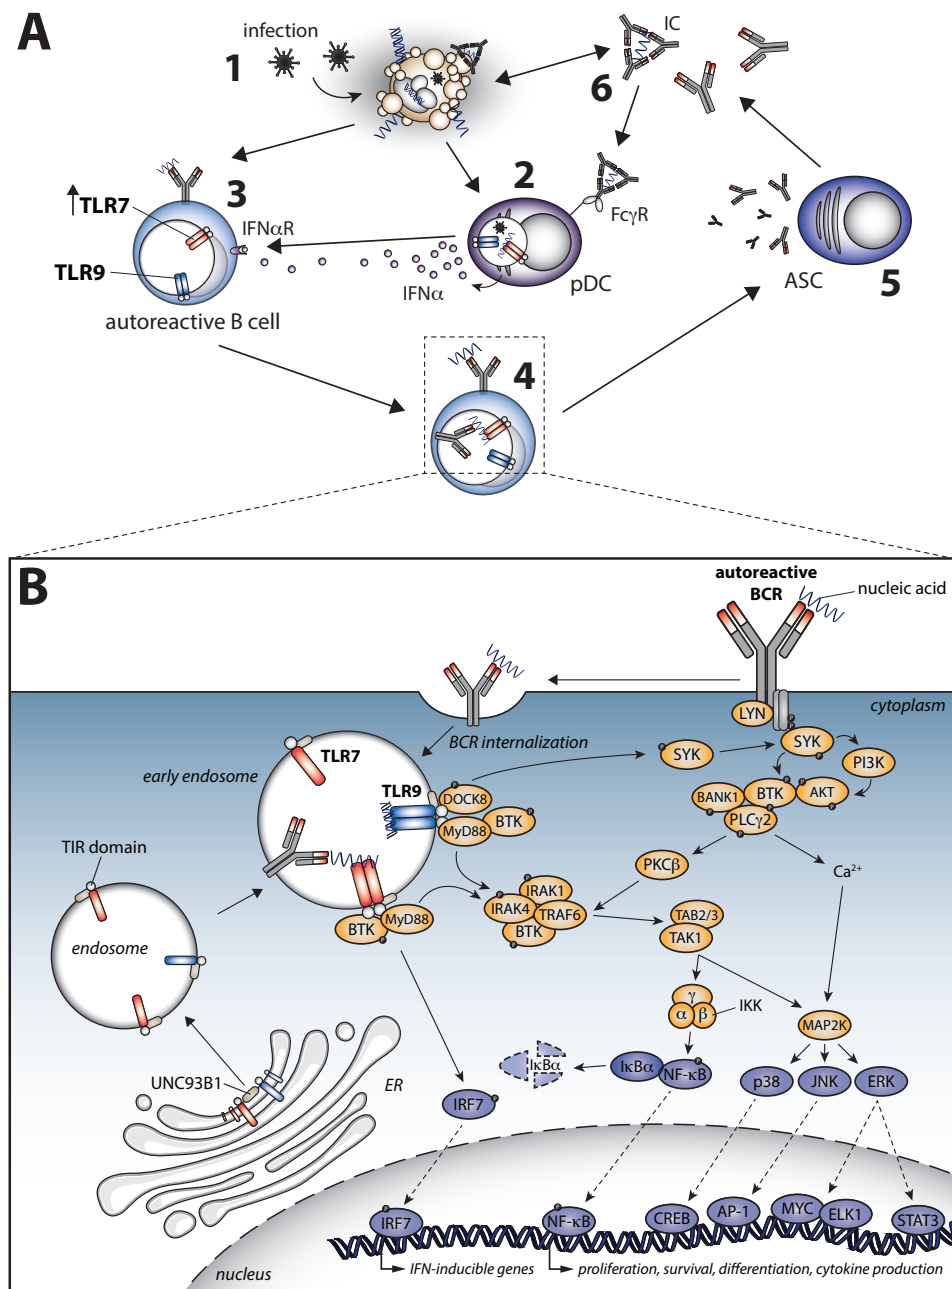 A
infection
1
IC
6
2
3
↑TLR7
IFNαR
TLR9
FcγR
IFNα
pDC
ASC
5
autoreactive B cell
4
B
autoreactive
BCR
nucleic acid
cytoplasm
LYN
P
P
SYK
P
BCR internalization
TLR7
early endosome
P
SYK
PI3K
TLR9
P
DOCK8
P
BTK
MyD88
P
BANK1
P
BTK
P
P
AKT
PLCγ2
P
TIR domain
PKCβ
P
Ca²⁺
P
IRAK1
IRAK4
TRAF6
BTK
P
MyD88
BTK
P
TAB2/3
TAK1
endosome
γ
α
β
IKK
MAP2K
UNC93B1
ER
IκBα
IκBα
P
NF-κB
p38
JNK
ERK
IRF7
P
P
IRF7
P
NF-κB
CREB
AP-1
MYC
ELK1
STAT3
nucleus
IFN-inducible genes
proliferation, survival, differentiation, cytokine production